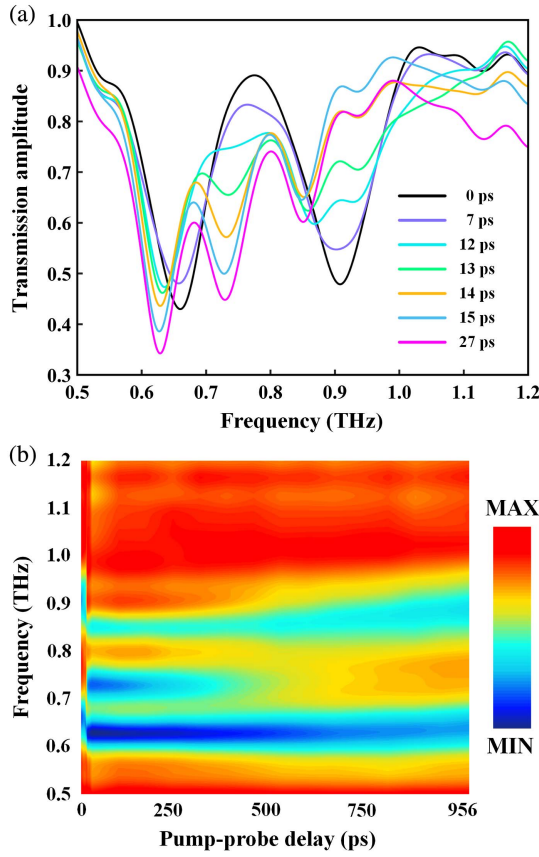 (a)
1.0
0.9
0.8
0.7
0.6
0.5
0.4
0.3
Transmission amplitude
0 ps
7 ps
12 ps
13 ps
14 ps
15 ps
27 ps
0.5 0.6 0.7 0.8 0.9 1.0 1.1 1.2
Frequency (THz)
(b)
1.2
1.1
1.0
0.9
0.8
0.7
0.6
0.5
Frequency (THz)
MAX
MIN
0 250 500 750 956
Pump-probe delay (ps)